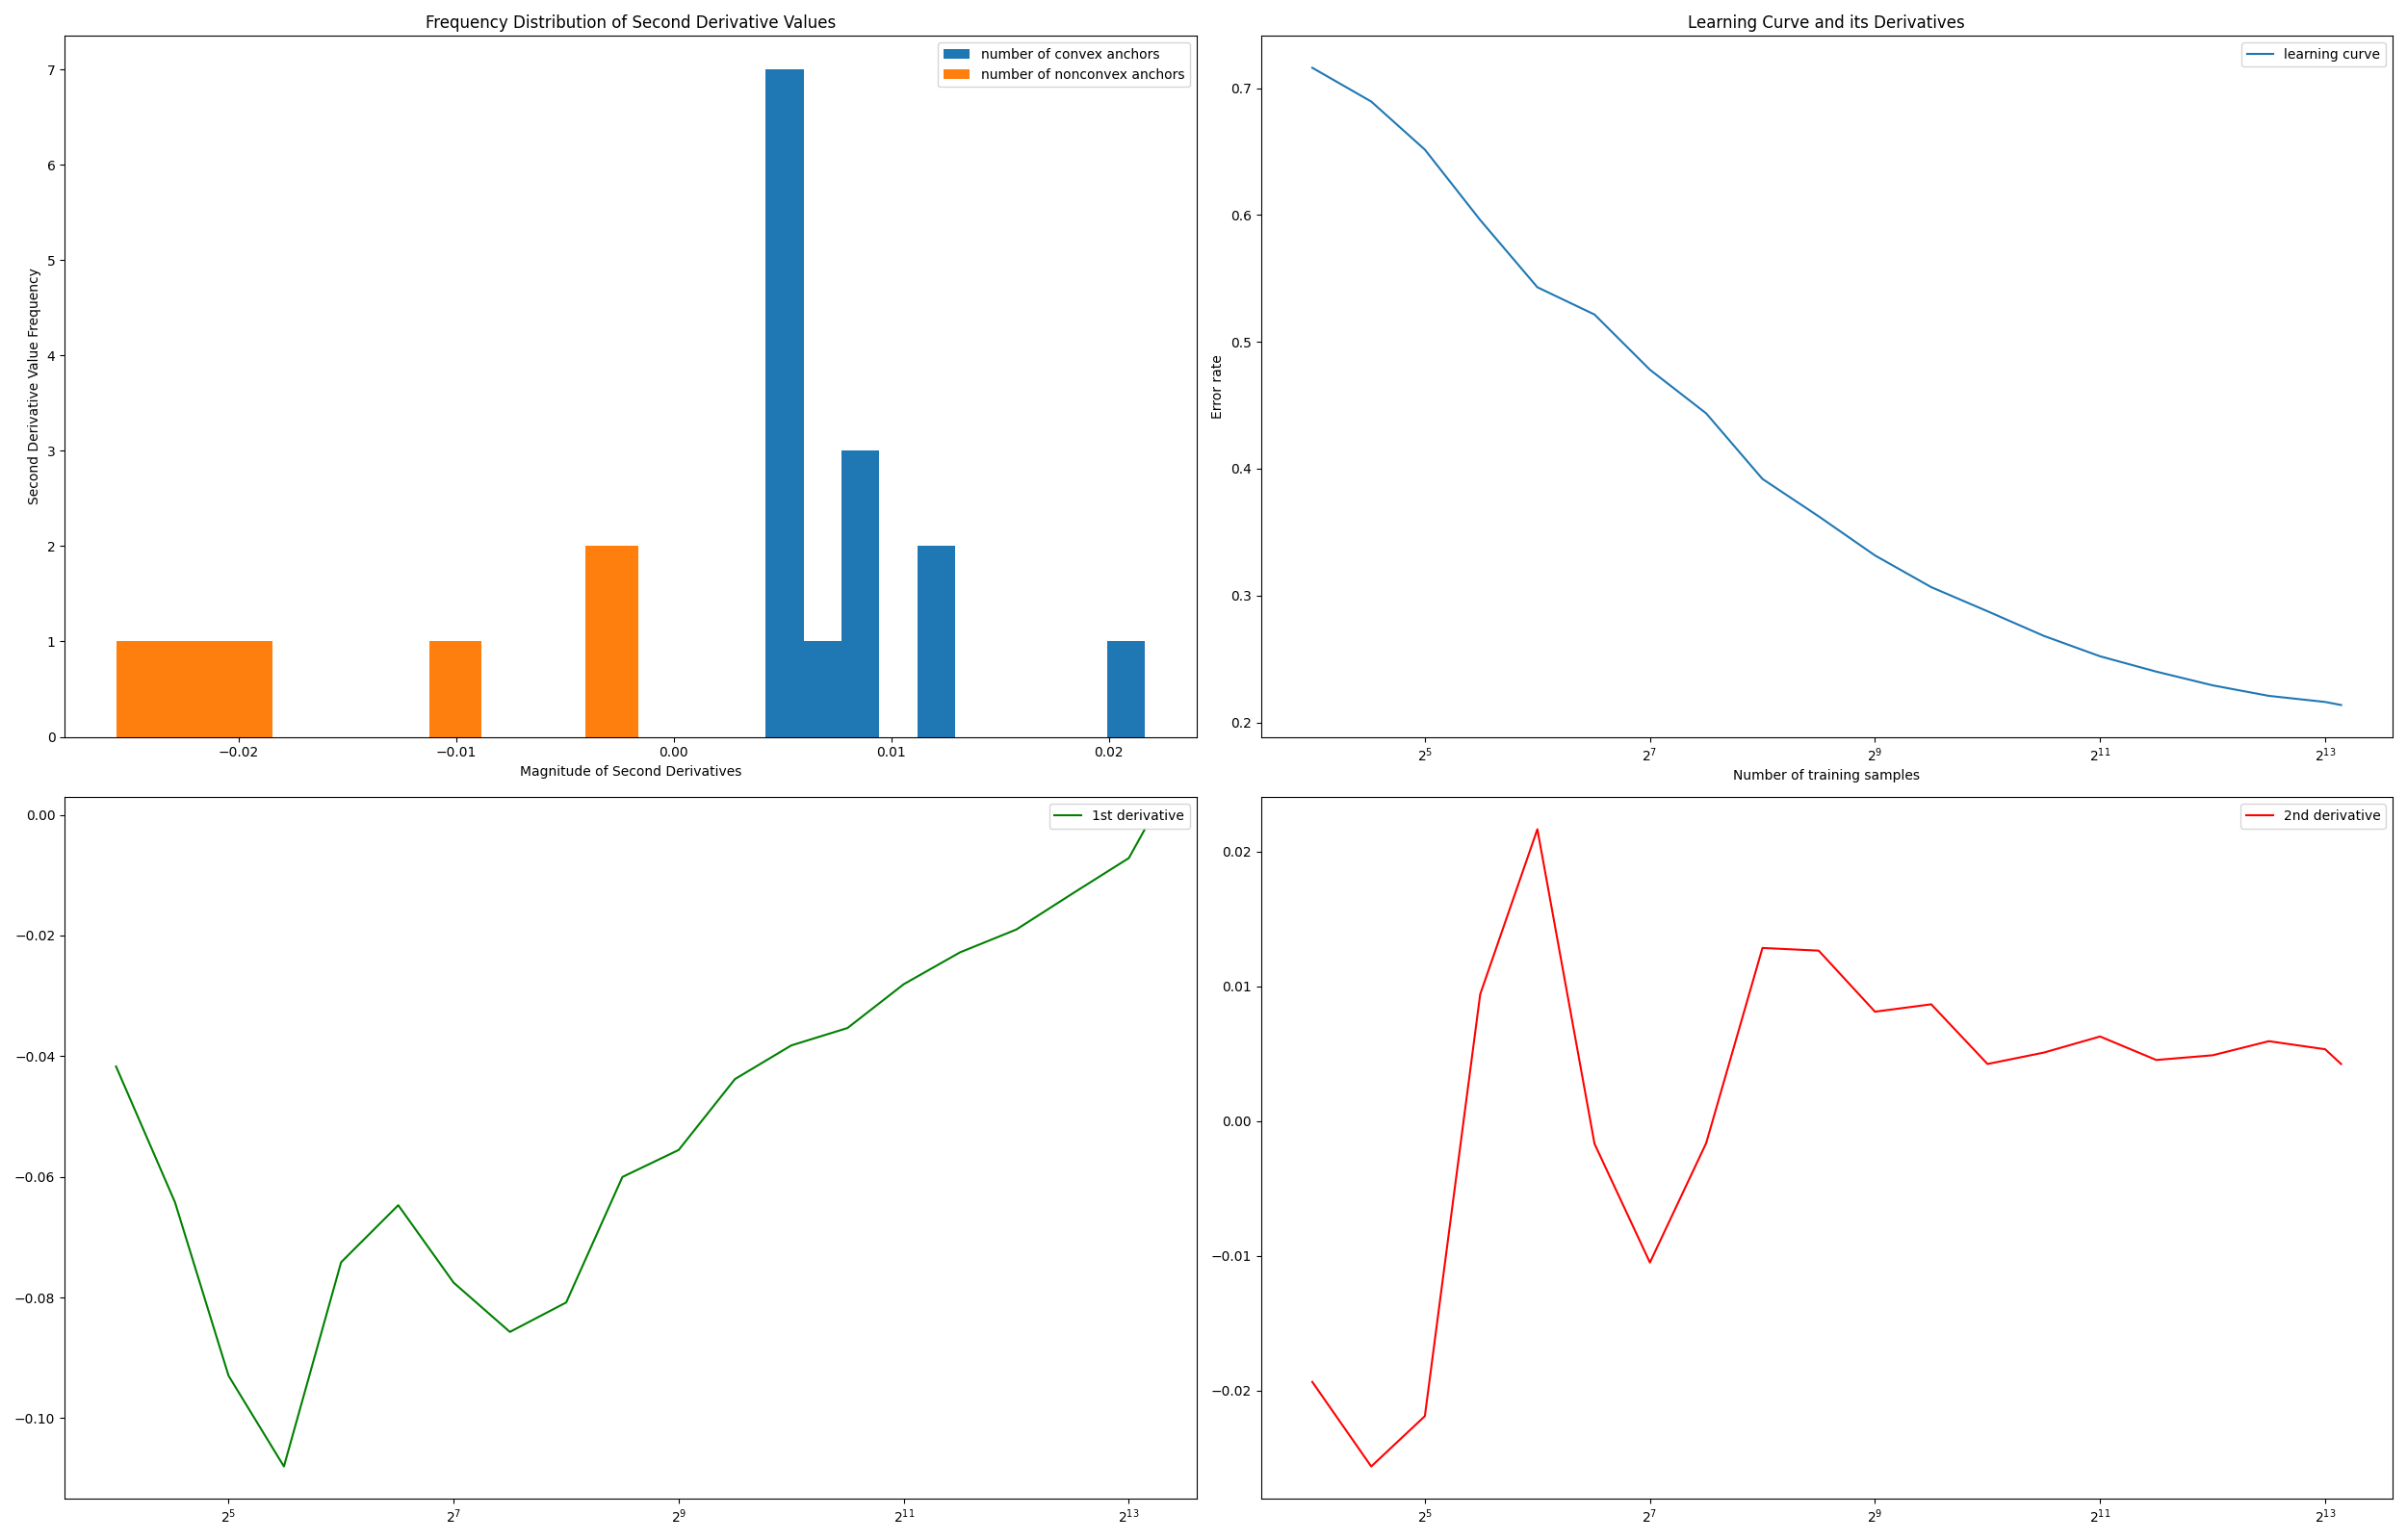 Frequency Distribution of Second Derivative Values
number of convex anchors
number of nonconvex anchors
Second Derivative Value Frequency
7
6
5
4
3
2
1
0
−0.02 −0.01 0.00 0.01 0.02
Magnitude of Second Derivatives
Learning Curve and its Derivatives
learning curve
Error rate
0.7
0.6
0.5
0.4
0.3
0.2
2^5 2^7 2^9 2^11 2^13
Number of training samples
1st derivative
0.00
−0.02
−0.04
−0.06
−0.08
−0.10
2^5 2^7 2^9 2^11 2^13
2nd derivative
0.02
0.01
0.00
−0.01
−0.02
2^5 2^7 2^9 2^11 2^13